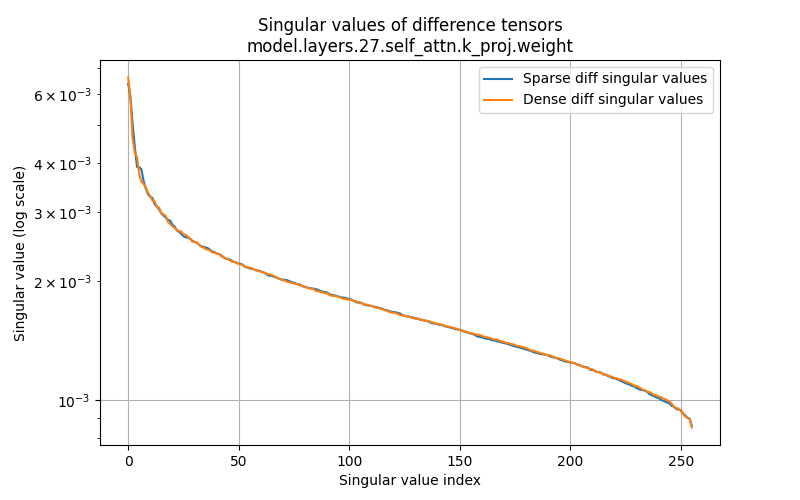 Singular values of difference tensors
model.layers.27.self_attn.k_proj.weight
Sparse diff singular values
Dense diff singular values
Singular value (log scale)
6 × 10⁻³
4 × 10⁻³
3 × 10⁻³
2 × 10⁻³
10⁻³
0 50 100 150 200 250
Singular value index